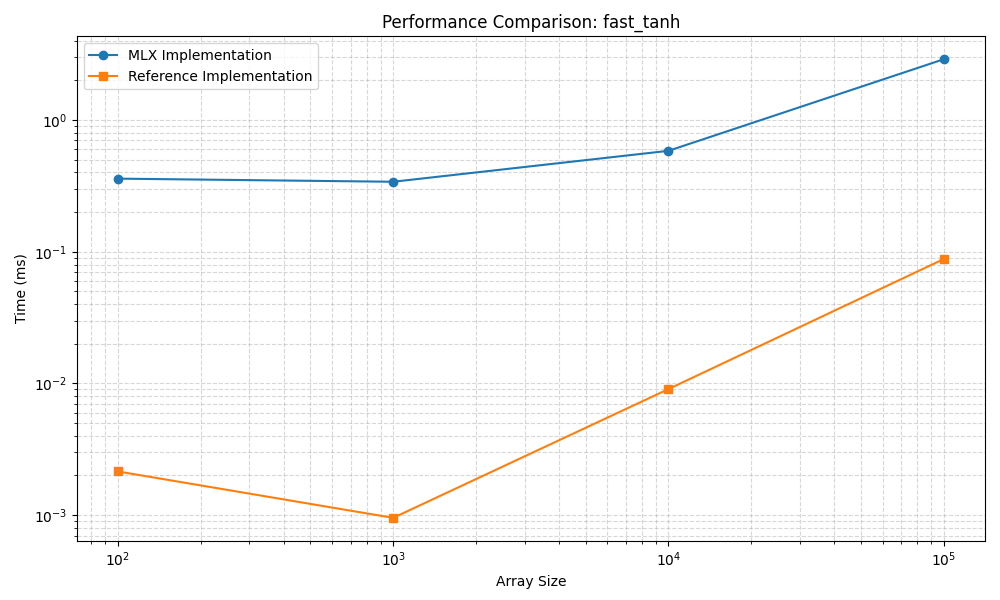 Performance Comparison: fast_tanh
MLX Implementation
Reference Implementation
Time (ms)
10⁰
10⁻¹
10⁻²
10⁻³
10²
10³
10⁴
10⁵
Array Size